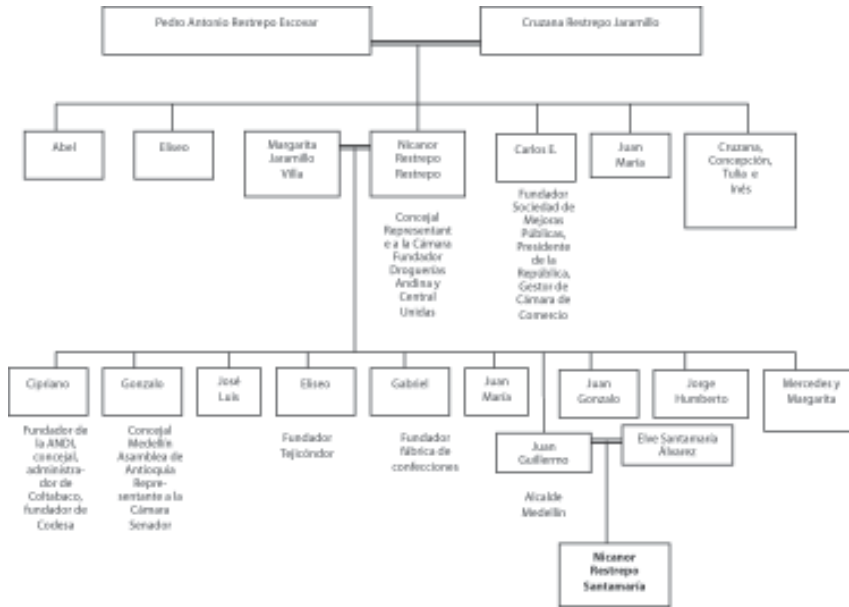 Pedro Antonio Restrepo Escovar
Cruzana Restrepo Jaramillo
Abel
Eliseo
Margarita
Jaramillo
Villa
Nicanor
Restrepo
Restrepo
Carlos E.
Juan
María
Cruzana,
Concepción,
Tulia e
Inés
Concejal
Representant
e a la Cámara
Fundador
Droguerías
Andina y
Central
Unidas
Fundador
Sociedad de
Mejoras
Públicas,
Presidente
de la
República,
Gestor de
Cámara de
Comercio
Cipriano
Gonzalo
José
Luis
Eliseo
Gabriel
Juan
María
Juan
Gonzalo
Jorge
Humberto
Mercedes y
Margarita
Fundador de
la ANDI,
concejal,
administra-
dor de
Coltabaco,
fundador de
Codesa
Concejal
Medellín
Asamblea de
Antioquia
Repre-
sentante a la
Cámara
Senador
Fundador
Tejicóndor
Fundador
fábrica de
confecciones
Juan
Guillermo
Elve Santamaría
Álvarez
Alcalde
Medellín
Nicanor
Restrepo
Santamaría